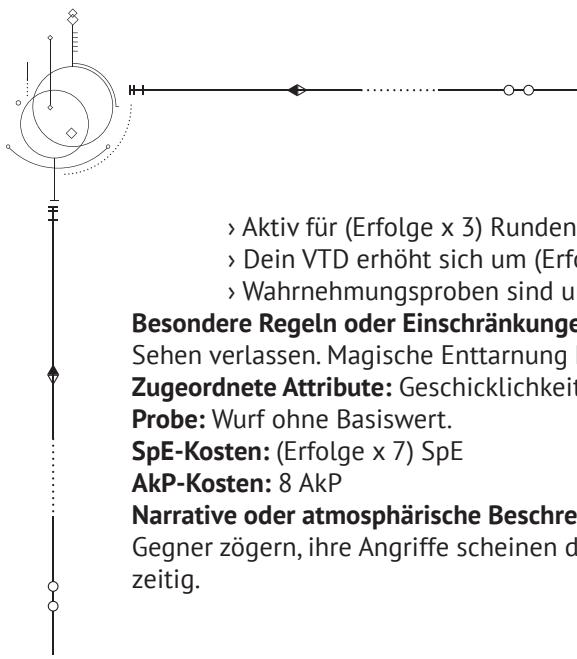 › Aktiv für (Erfolge x 3) Runden
› Dein VTD erhöht sich um (Erfo
› Wahrnehmungsproben sind u
Besondere Regeln oder Einschränkunge
Sehen verlassen. Magische Enttarnung
Zugeordnete Attribute: Geschicklichkeit
Probe: Wurf ohne Basiswert.
SpE-Kosten: (Erfolge x 7) SpE
AkP-Kosten: 8 AkP
Narrative oder atmosphärische Beschre
Gegner zögern, ihre Angriffe scheinen d
zeitig.